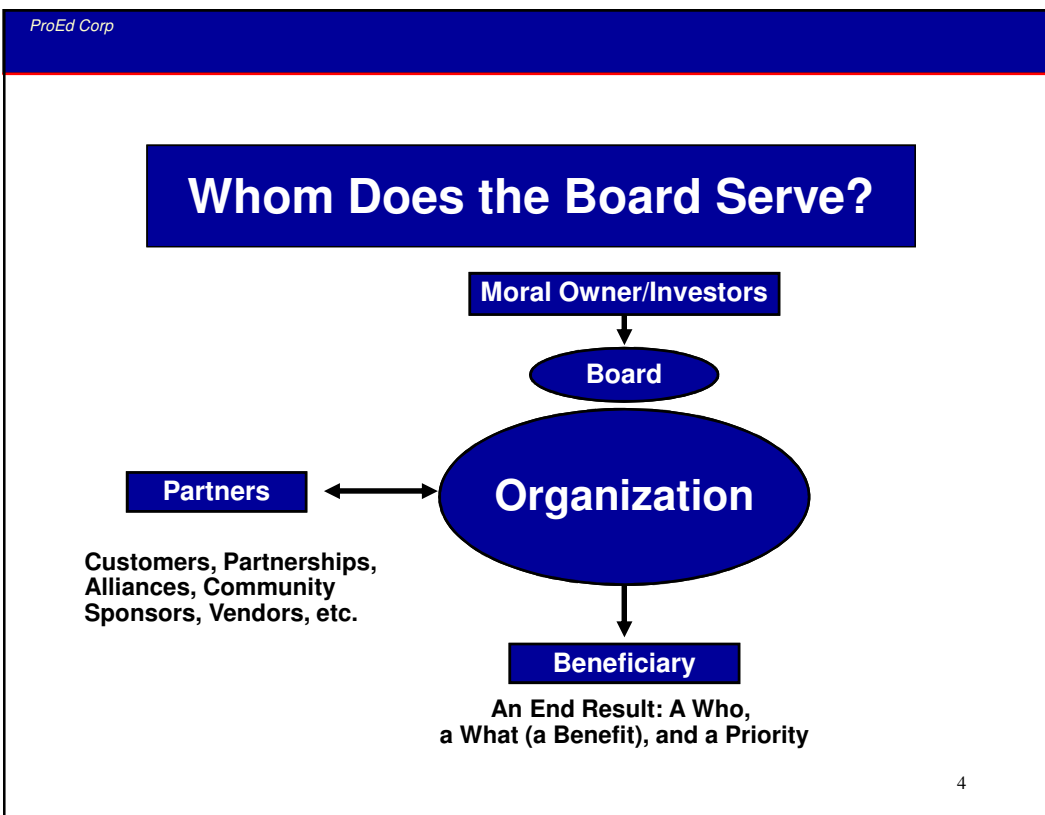 ProEd Corp
Whom Does the Board Serve?
Moral Owner/Investors
Board
Organization
Partners
Customers, Partnerships,
Alliances, Community
Sponsors, Vendors, etc.
Beneficiary
An End Result: A Who,
a What (a Benefit), and a Priority
4